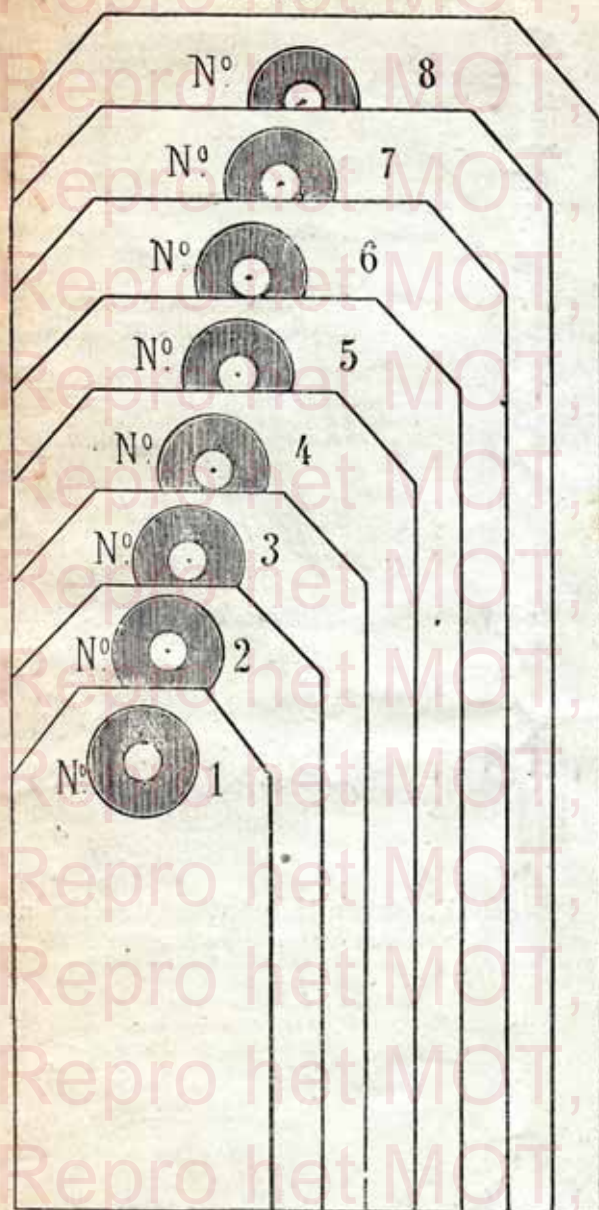 Nº 8
Nº 7
Nº 6
Nº 5
Nº 4
Nº 3
Nº 2
Nº 1
Repro het MOT,
Repro het MOT,
Repro het MOT,
Repro het MOT,
Repro het MOT,
Repro het MOT,
Repro het MOT,
Repro het MOT,
Repro het MOT,
Repro het MOT,
Repro het MOT,
Repro het MOT,